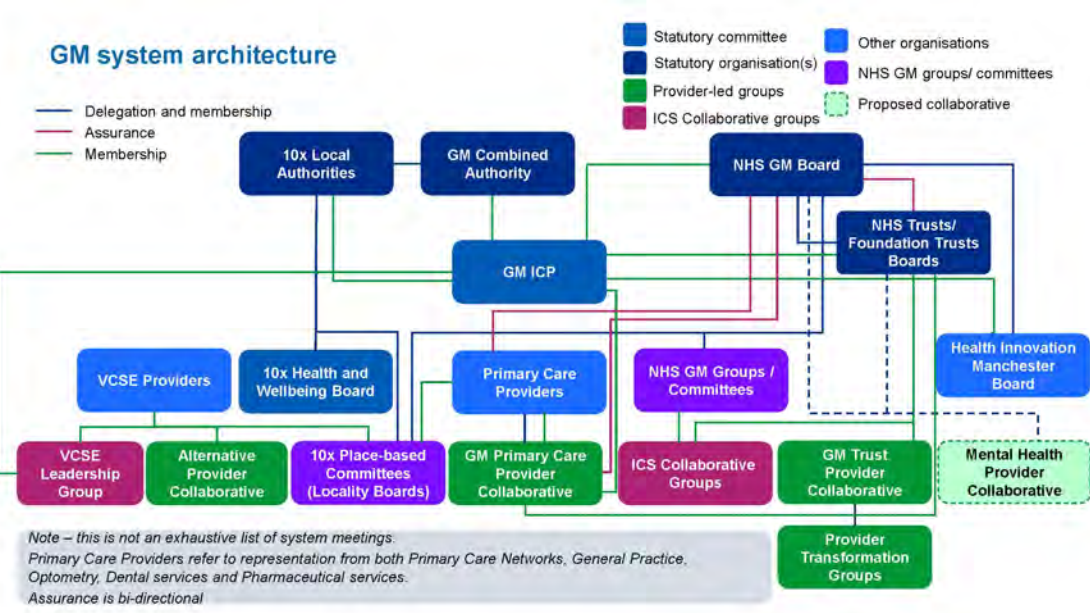 GM system architecture
Delegation and membership
Assurance
Membership
Statutory committee
Statutory organisation(s)
Provider-led groups
ICS Collaborative groups
Other organisations
NHS GM groups/ committees
Proposed collaborative
10x Local
Authorities
GM Combined
Authority
NHS GM Board
NHS Trusts/
Foundation Trusts
Boards
GM ICP
VCSE Providers
10x Health and
Wellbeing Board
Primary Care
Providers
NHS GM Groups /
Committees
Health Innovation
Manchester
Board
VCSE
Leadership
Group
Alternative
Provider
Collaborative
10x Place-based
Committees
(Locality Boards)
GM Primary Care
Provider
Collaborative
ICS Collaborative
Groups
GM Trust
Provider
Collaborative
Mental Health
Provider
Collaborative
Provider
Transformation
Groups
Note – this is not an exhaustive list of system meetings.
Primary Care Providers refer to representation from both Primary Care Networks, General Practice,
Optometry, Dental services and Pharmaceutical services.
Assurance is bi-directional